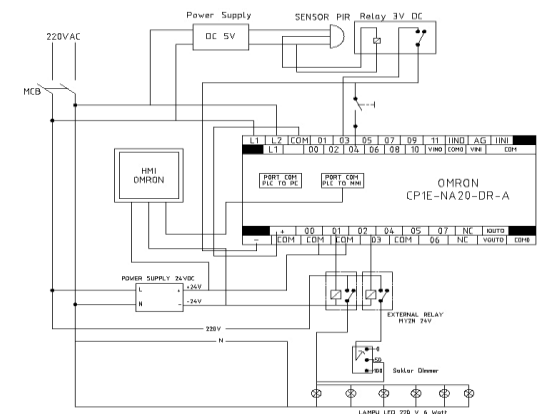 Power Supply
SENSOR PIR
Relay 3V DC
220VAC
DC 5V
MCB
L1 L2 COM 01 03 05 07 09 11 IIN0 AG IIN1
L1 00 02 04 06 08 10 VIN0 COM0 VIN1 COM
HMI
OMRON
PORT COM
PLC TO PC
PORT COM
PLC TO HMI
OMRON
CP1E-NA20-DR-A
+ 00 01 02 04 05 07 NC IOUT0
- COM COM COM 03 COM 06 NC VOUT0 COM0
POWER SUPPLY 24VDC
L + +24V
N - -24V
EXTERNAL RELAY
MY2N 24V
220V
N
0
50
100
Saklar Dimmer
LAMPU LED 220 V 6 Watt